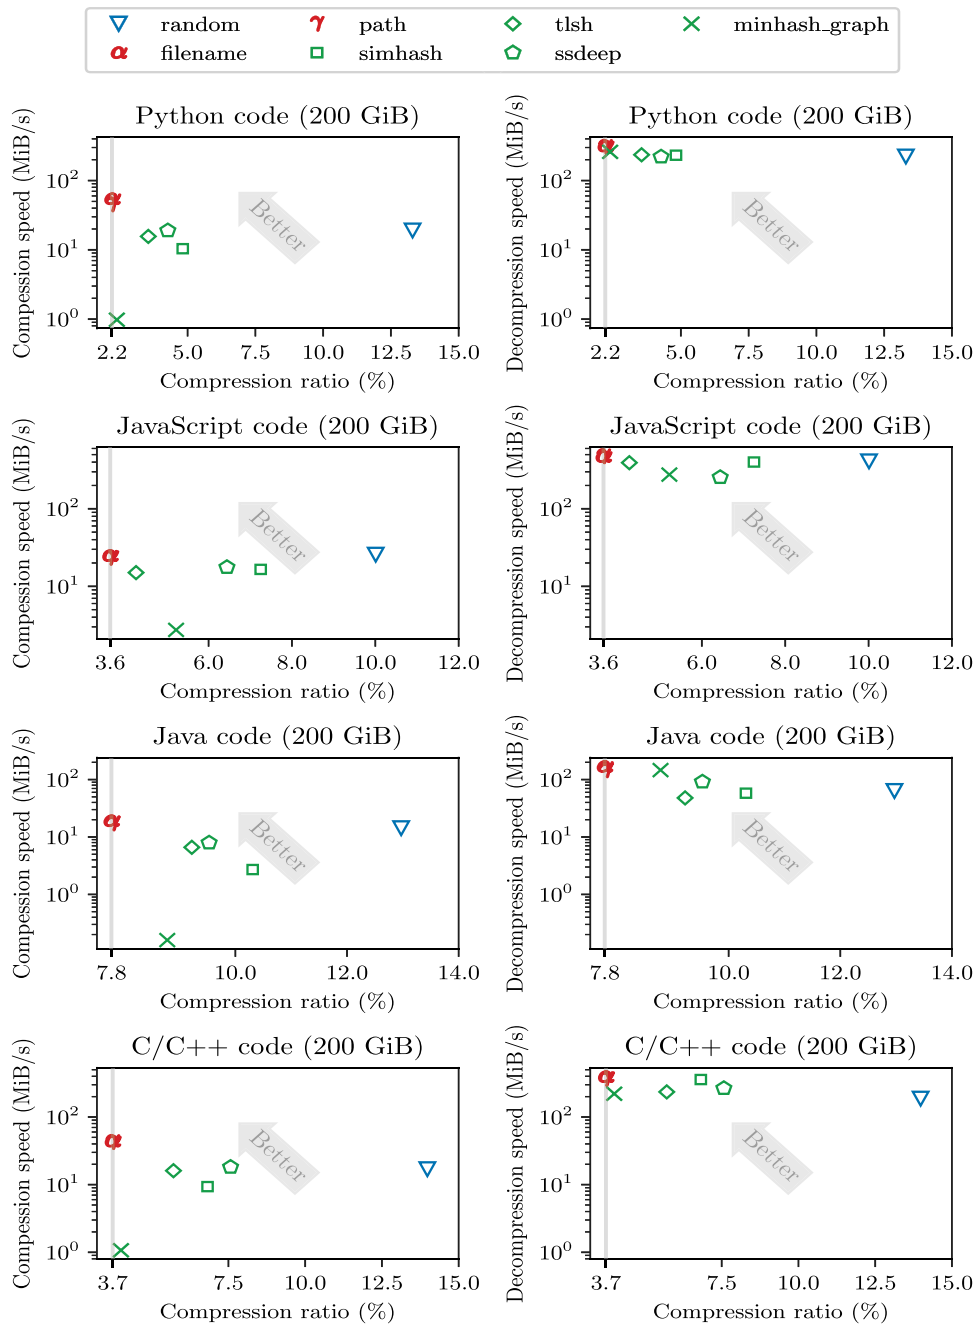 random
path
tlsh
minhash_graph
α filename
γ
simhash
ssdeep
Python code (200 GiB)
Compession speed (MiB/s)
10²
10¹
10⁰
α
γ
Better
2.2 5.0 7.5 10.0 12.5 15.0
Compression ratio (%)
Python code (200 GiB)
Decompression speed (MiB/s)
10²
10¹
10⁰
α
γ
Better
2.2 5.0 7.5 10.0 12.5 15.0
Compression ratio (%)
JavaScript code (200 GiB)
Compession speed (MiB/s)
10²
10¹
α
γ
Better
3.6 6.0 8.0 10.0 12.0
Compression ratio (%)
JavaScript code (200 GiB)
Decompression speed (MiB/s)
10²
10¹
α
γ
Better
3.6 6.0 8.0 10.0 12.0
Compression ratio (%)
Java code (200 GiB)
Compession speed (MiB/s)
10²
10¹
10⁰
α
γ
Better
7.8 10.0 12.0 14.0
Compression ratio (%)
Java code (200 GiB)
Decompression speed (MiB/s)
10²
10¹
10⁰
α
γ
Better
7.8 10.0 12.0 14.0
Compression ratio (%)
C/C++ code (200 GiB)
Compession speed (MiB/s)
10²
10¹
10⁰
α
γ
Better
3.7 7.5 10.0 12.5 15.0
Compression ratio (%)
C/C++ code (200 GiB)
Decompression speed (MiB/s)
10²
10¹
10⁰
α
γ
Better
3.7 7.5 10.0 12.5 15.0
Compression ratio (%)